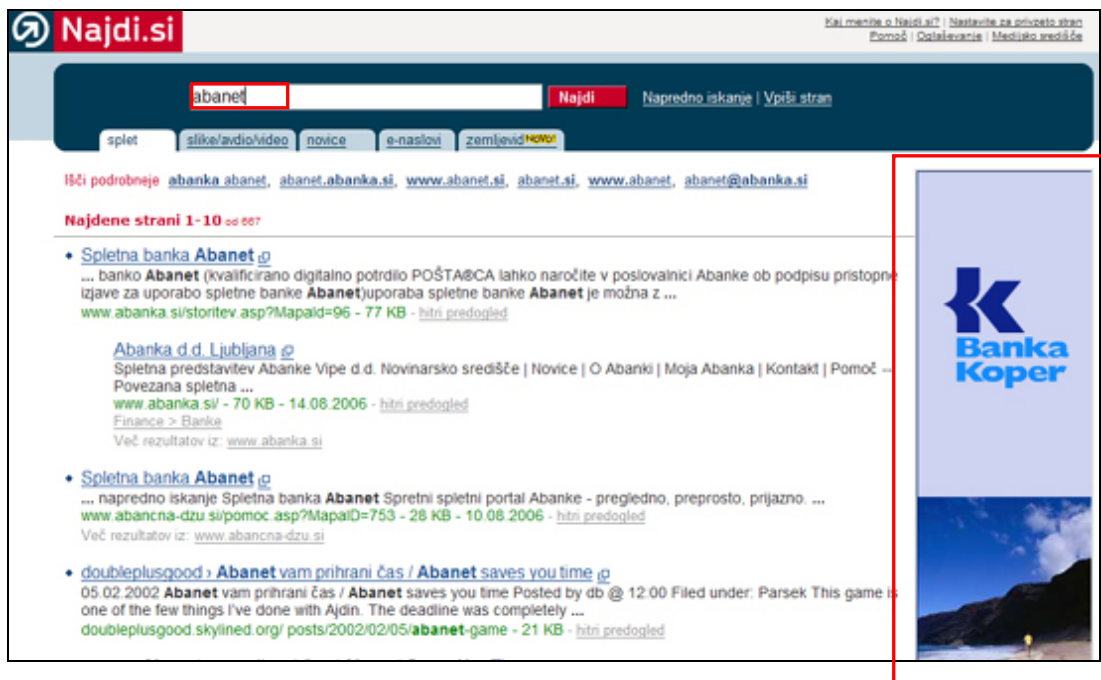 Najdi.si
Kaj menite o Najdi.si? | Nastavite za privzeto stran
Pomoč | Oglaševanje | Medijsko središče
abanet Najdi Napredno iskanje | Vpiši stran
splet slike/avdio/video novice e-naslovi zemljevid NOVO!
Išči podrobneje abanka abanet, abanet.abanka.si, www.abanet.si, abanet.si, www.abanet, abanet@abanka.si
Najdene strani 1-10 od 667
Spletna banka Abanet
... banko Abanet (kvalificirano digitalno potrdilo POŠTA®CA lahko naročite v poslovalnici Abanke ob podpisu pristopne
izjave za uporabo spletne banke Abanet)uporaba spletne banke Abanet je možna z ...
www.abanka.si/storitev.asp?MapaId=96 - 77 KB - hitri predogled
Abanka d.d. Ljubljana
Spletna predstavitev Abanke Vipe d.d. Novinarsko središče | Novice | O Abanki | Moja Abanka | Kontakt | Pomoč --
Povezana spletna ...
www.abanka.si/ - 70 KB - 14.08.2006 - hitri predogled
Finance > Banke
Več rezultatov iz: www.abanka.si
Spletna banka Abanet
... napredno iskanje Spletna banka Abanet Spretni spletni portal Abanke - pregledno, preprosto, prijazno. ...
www.abancna-dzu.si/pomoc.asp?MapaID=753 - 28 KB - 10.08.2006 - hitri predogled
Več rezultatov iz: www.abancna-dzu.si
doubleplusgood › Abanet vam prihrani čas / Abanet saves you time
05.02.2002 Abanet vam prihrani čas / Abanet saves you time Posted by db @ 12:00 Filed under: Parsek This game is
one of the few things I've done with Ajdin. The deadline was completely ...
doubleplusgood.skylined.org/ posts/2002/02/05/abanet-game - 21 KB - hitri predogled
Banka
Koper